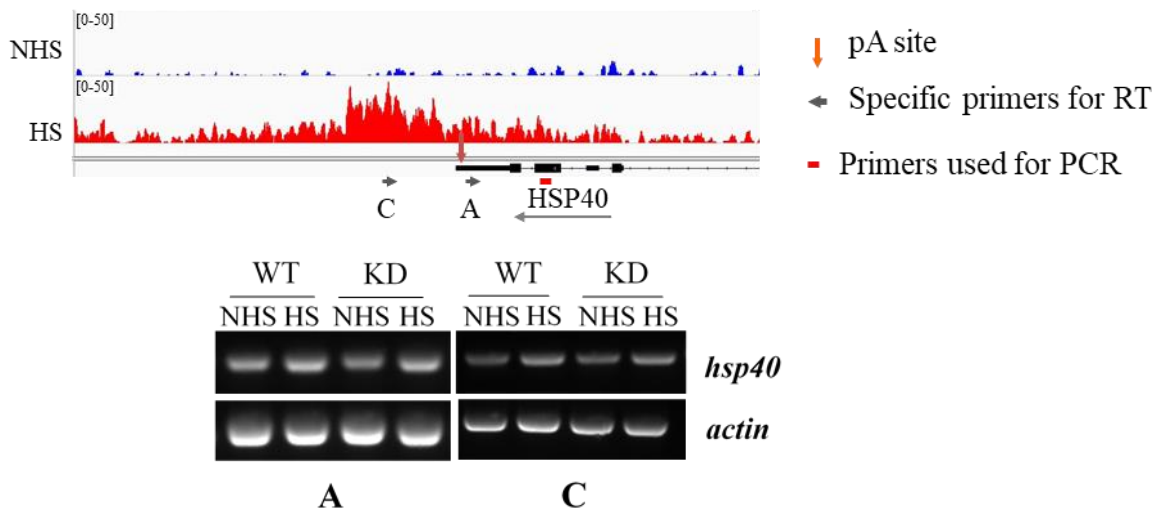 [0-50]
NHS
[0-50]
HS
pA site
Specific primers for RT
Primers used for PCR
C
A
HSP40
WT KD WT KD
NHS HS NHS HS NHS HS NHS HS
hsp40
actin
A C